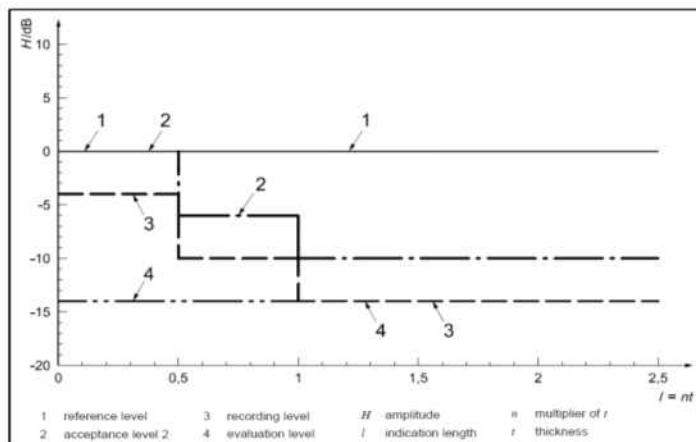 H/dB
10
5
1 2 1
0
2
-5
3
-10
4
-15
4 3
-20
0 0,5 1 1,5 2 2,5
l = nt
1 reference level 3 recording level H amplitude n multiplier of t
2 acceptance level 2 4 evaluation level l indication length t thickness